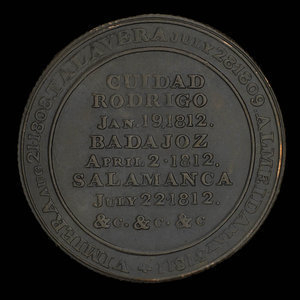 CUIDAD
RODRIGO
JAN. 19, 1812.
BADAJOZ
APRIL 2 · 1812.
SALAMANCA
JULY 22 · 1812.
&C. &C. &C
VIMIERA AUG 21 1808 TALAVERA JULY 28 1809 ALMEIDA